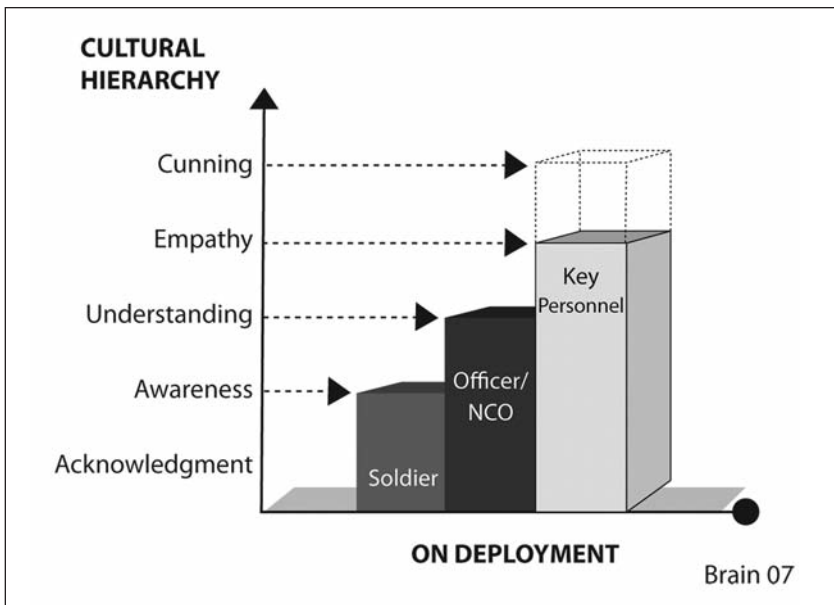 CULTURAL
HIERARCHY
Cunning
Empathy
Understanding
Awareness
Acknowledgment
Key
Personnel
Officer/
NCO
Soldier
ON DEPLOYMENT
Brain 07